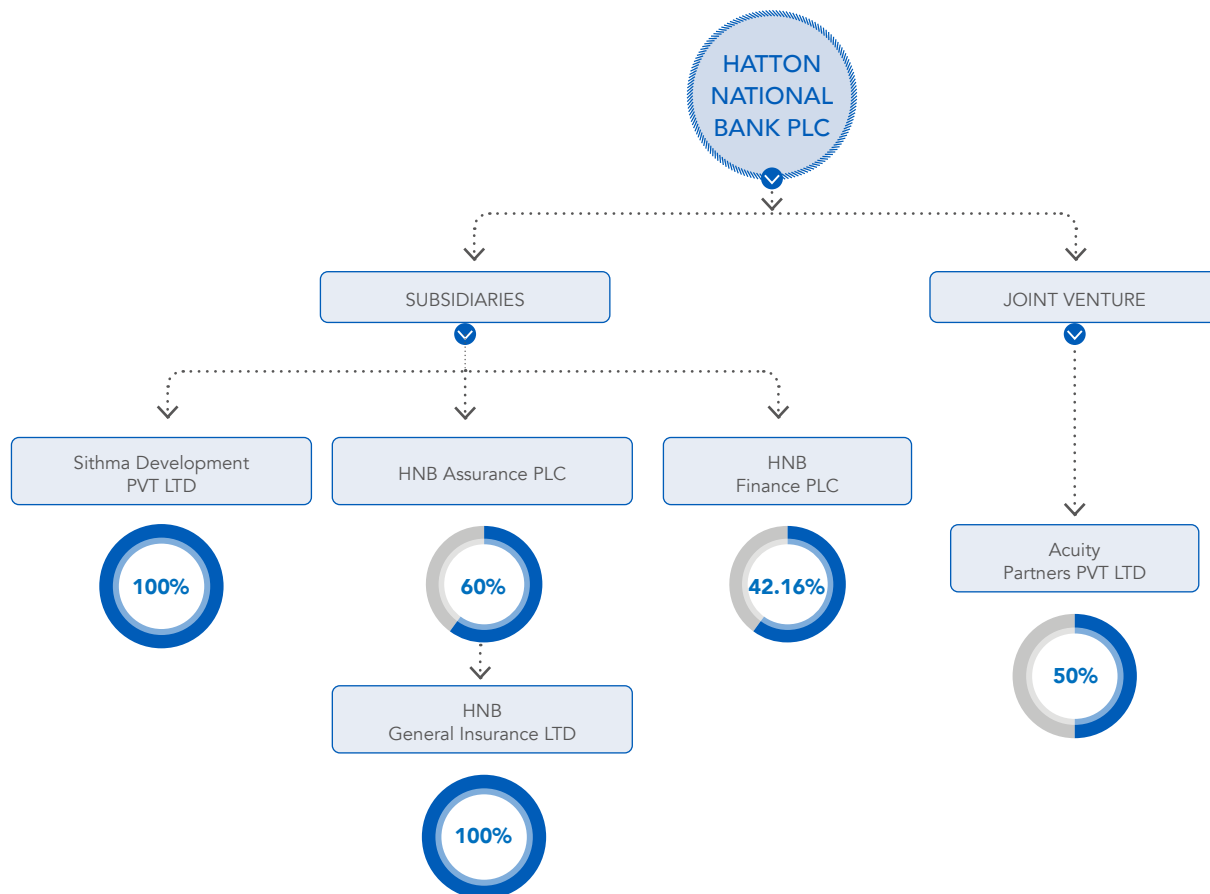 HATTON
NATIONAL
BANK PLC
SUBSIDIARIES
JOINT VENTURE
Sithma Development
PVT LTD
HNB Assurance PLC
HNB
Finance PLC
100%
60%
42.16%
Acuity
Partners PVT LTD
50%
HNB
General Insurance LTD
100%